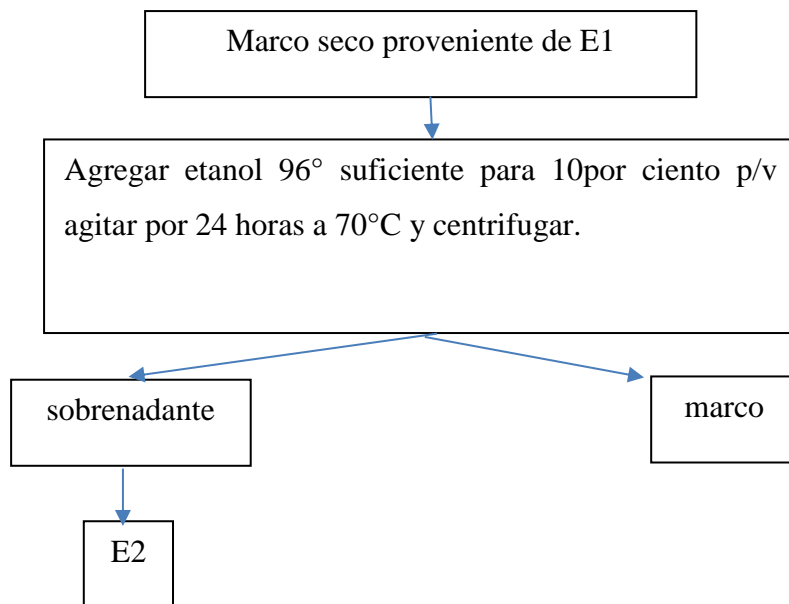 Marco seco proveniente de E1
Agregar etanol 96° suficiente para 10por ciento p/v
agitar por 24 horas a 70°C y centrifugar.
sobrenadante
marco
E2